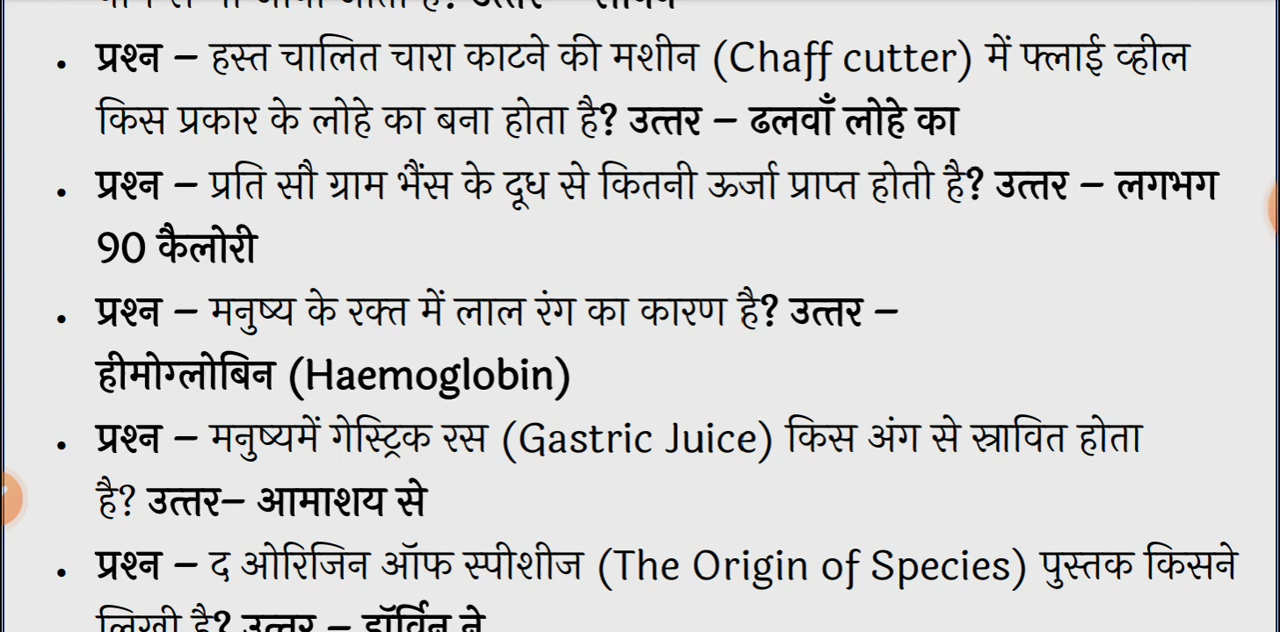 • प्रश्न – हस्त चालित चारा काटने की मशीन (Chaff cutter) में फ्लाई व्हील
किस प्रकार के लोहे का बना होता है? उत्तर – ढलवाँ लोहे का
• प्रश्न – प्रति सौ ग्राम भैंस के दूध से कितनी ऊर्जा प्राप्त होती है? उत्तर – लगभग
90 कैलोरी
• प्रश्न – मनुष्य के रक्त में लाल रंग का कारण है? उत्तर –
हीमोग्लोबिन (Haemoglobin)
• प्रश्न – मनुष्यमें गेस्ट्रिक रस (Gastric Juice) किस अंग से स्रावित होता
है? उत्तर– आमाशय से
• प्रश्न – द ओरिजिन ऑफ स्पीशीज (The Origin of Species) पुस्तक किसने
लिखी है? उत्तर – डॉर्विन ने